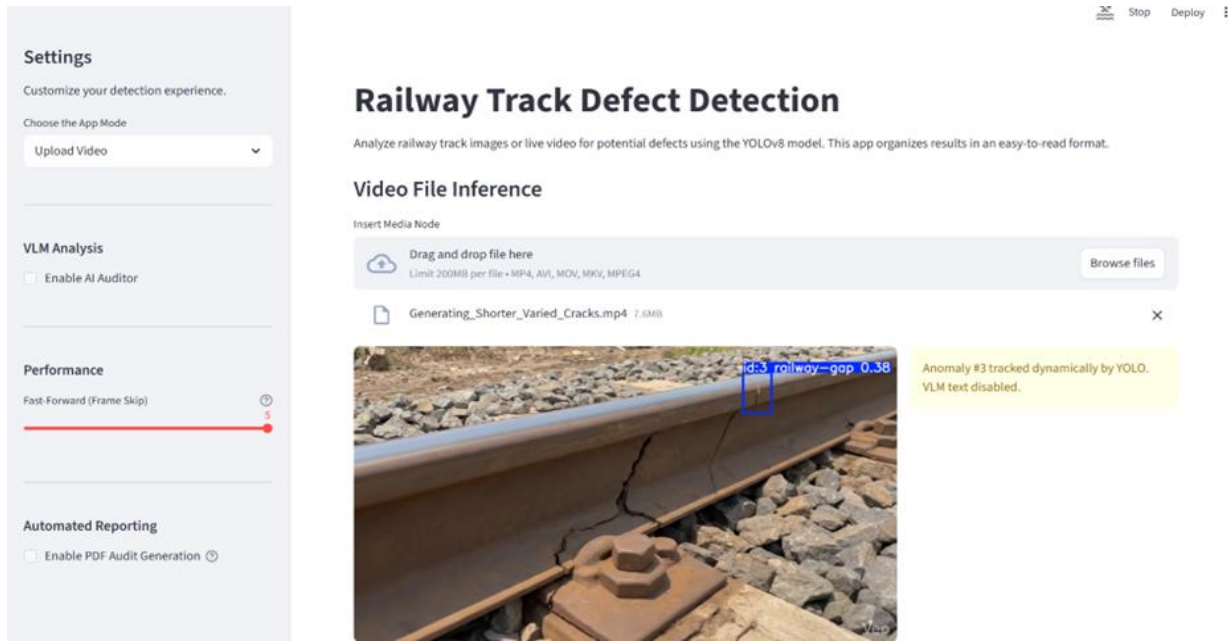 Stop Deploy
Settings
Customize your detection experience.
Choose the App Mode
Upload Video
VLM Analysis
Enable AI Auditor
Performance
Fast-Forward (Frame Skip)
5
Automated Reporting
Enable PDF Audit Generation
Railway Track Defect Detection
Analyze railway track images or live video for potential defects using the YOLOv8 model. This app organizes results in an easy-to-read format.
Video File Inference
Insert Media Node
Drag and drop file here
Limit 200MB per file • MP4, AVI, MOV, MKV, MPEG4
Browse files
Generating_Shorter_Varied_Cracks.mp4 7.6MB
id:3 railway-gap 0.38
Anomaly #3 tracked dynamically by YOLO.
VLM text disabled.
Veo